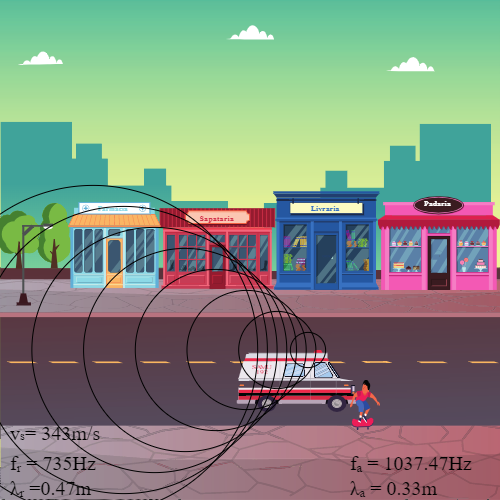 Padaria
Livraria
Sapataria
vₛ= 343m/s
fᵣ = 735Hz
λᵣ =0.47m
fₐ = 1037.47Hz
λₐ = 0.33m